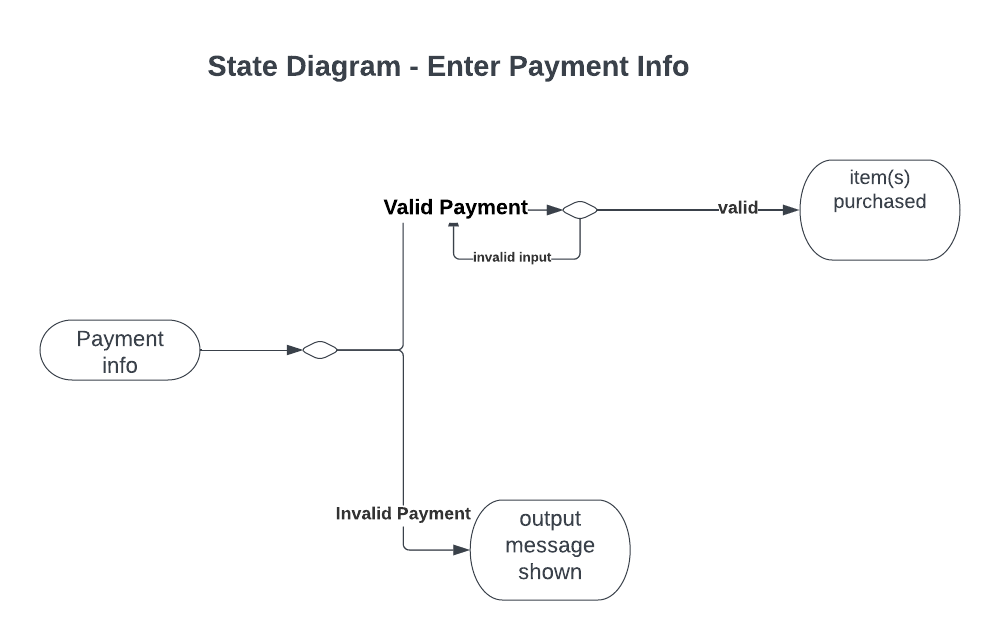 State Diagram - Enter Payment Info
item(s)
purchased
Valid Payment
valid
invalid input
Payment
info
Invalid Payment
output
message
shown